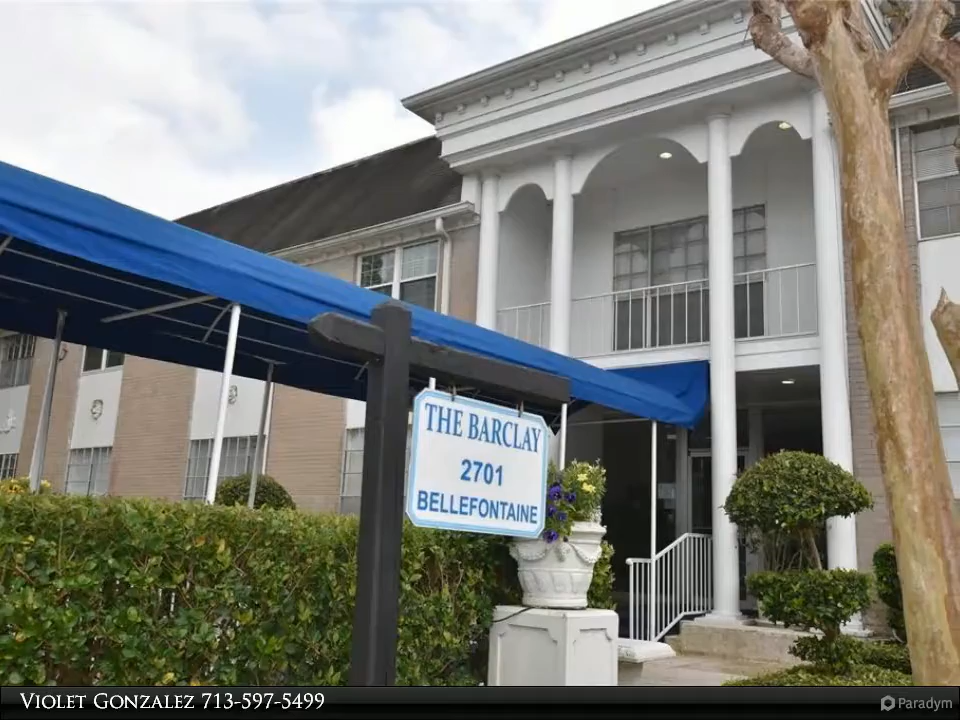 THE BARCLAY
2701
BELLEFONTAINE
VIOLET GONZALEZ 713-597-5499
Paradym